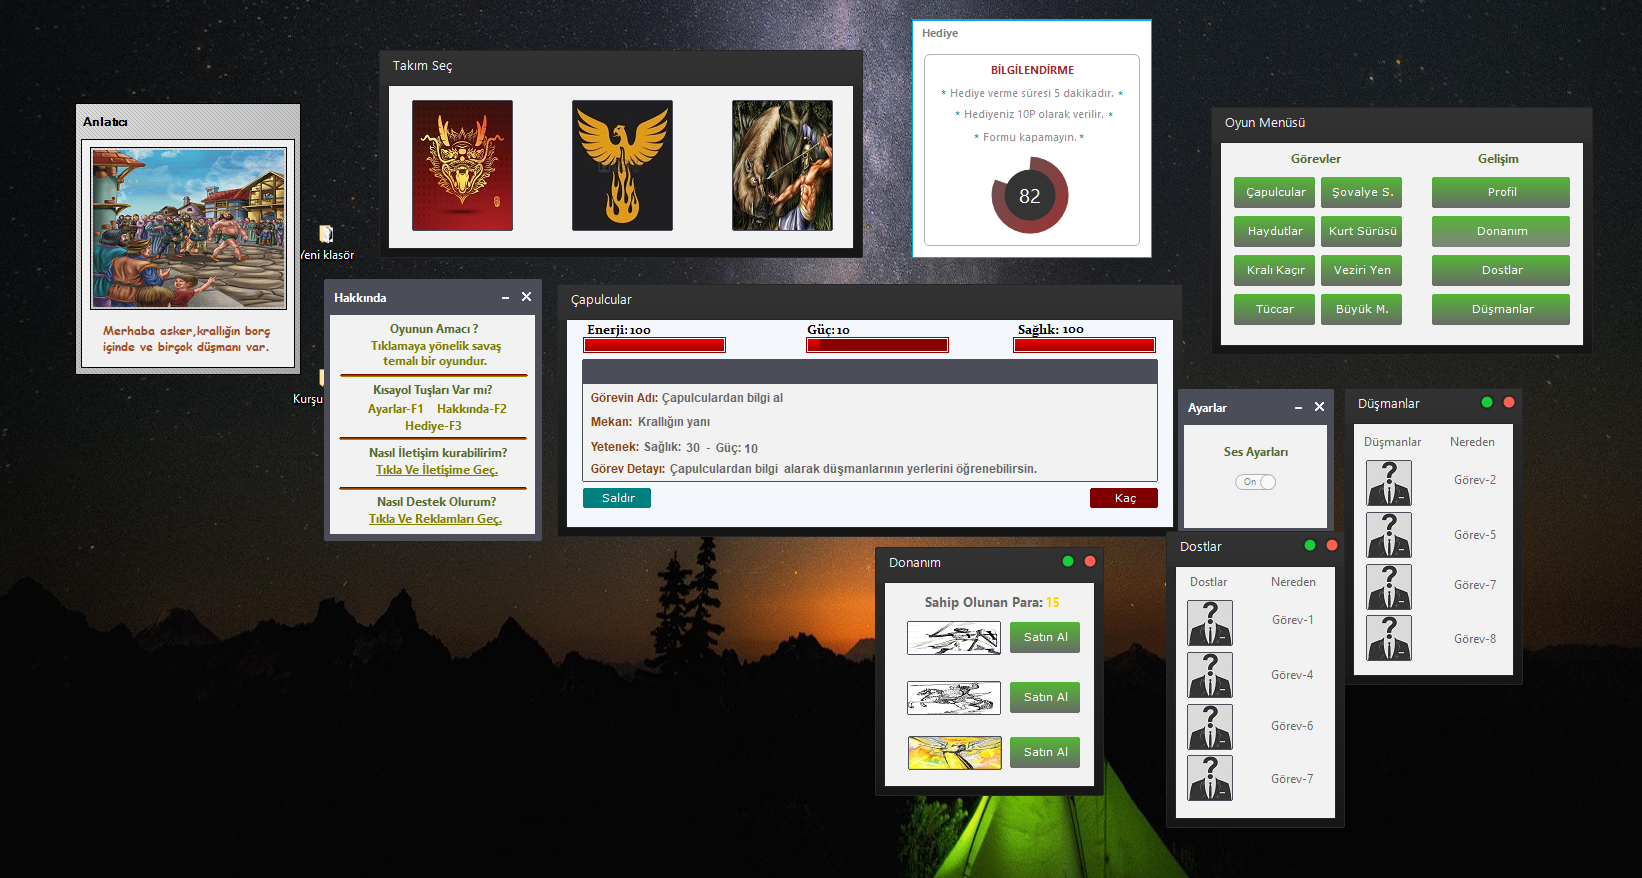 Anlatıcı
Merhaba asker,krallığın borç
içinde ve birçok düşmanı var.
Yeni klasör
Kurşu
Takım Seç
Hediye
BİLGİLENDİRME
* Hediye verme süresi 5 dakikadır. *
* Hediyeniz 10P olarak verilir. *
* Formu kapamayın. *
82
Oyun Menüsü
Görevler Gelişim
Çapulcular Şovalye S. Profil
Haydutlar Kurt Sürüsü Donanım
Kralı Kaçır Veziri Yen Dostlar
Tüccar Büyük M. Düşmanlar
Hakkında
Oyunun Amacı ?
Tıklamaya yönelik savaş
temalı bir oyundur.
Kısayol Tuşları Var mı?
Ayarlar-F1 Hakkında-F2
Hediye-F3
Nasıl İletişim kurabilirim?
Tıkla Ve İletişime Geç.
Nasıl Destek Olurum?
Tıkla Ve Reklamları Geç.
Çapulcular
Enerji: 100 Güç: 10 Sağlık: 100
Görevin Adı: Çapulculardan bilgi al
Mekan: Krallığın yanı
Yetenek: Sağlık: 30 - Güç: 10
Görev Detayı: Çapulculardan bilgi alarak düşmanlarının yerlerini öğrenebilirsin.
Saldır Kaç
Ayarlar
Ses Ayarları
On
Düşmanlar
Düşmanlar Nereden
Görev-2
Görev-5
Görev-7
Görev-8
Donanım
Sahip Olunan Para: 15
Satın Al
Satın Al
Satın Al
Dostlar
Dostlar Nereden
Görev-1
Görev-4
Görev-6
Görev-7